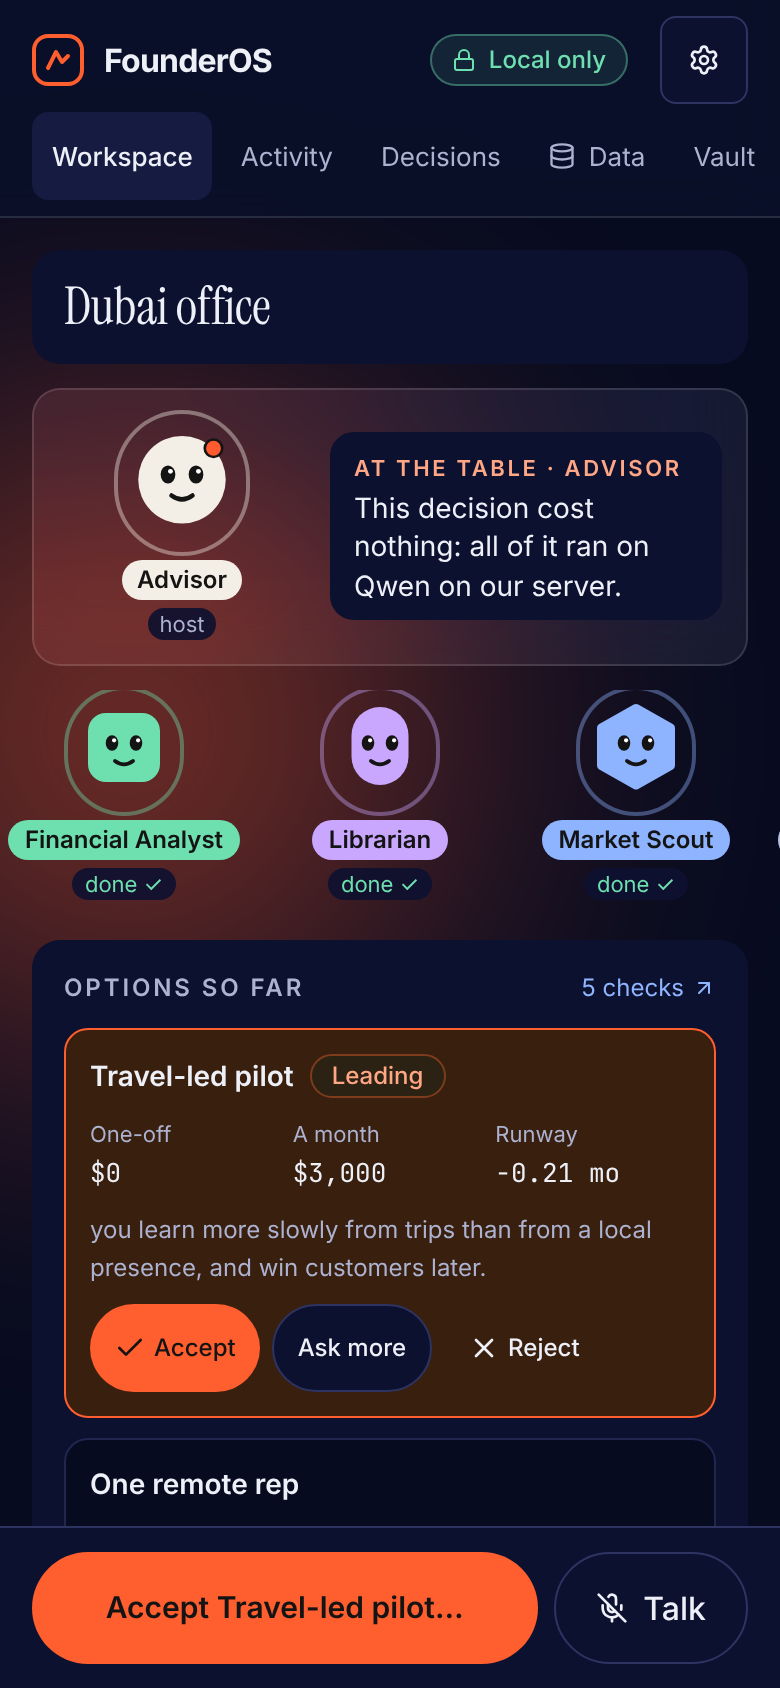 FounderOS
Local only
Workspace
Activity
Decisions
Data
Vault
Dubai office
Advisor
host
AT THE TABLE · ADVISOR
This decision cost
nothing: all of it ran on
Qwen on our server.
Financial Analyst
done ✓
Librarian
done ✓
Market Scout
done ✓
OPTIONS SO FAR
5 checks ↗
Travel-led pilot
Leading
One-off
A month
Runway
$0
$3,000
-0.21 mo
you learn more slowly from trips than from a local
presence, and win customers later.
Accept
Ask more
Reject
One remote rep
Accept Travel-led pilot...
Talk